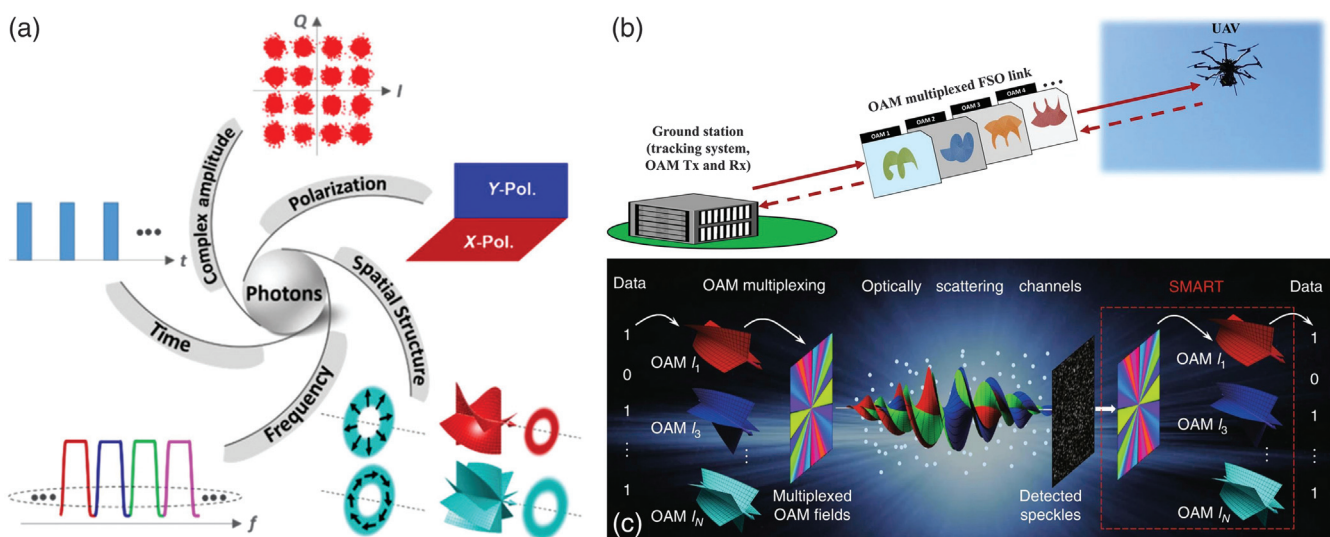 (a)
Q
I
Complex amplitude
Polarization
Y-Pol.
X-Pol.
t
Photons
Spatial Structure
Time
Frequency
f
(b)
UAV
OAM multiplexed FSO link
OAM 1
OAM 2
OAM 3
OAM 4
Ground station
(tracking system,
OAM Tx and Rx)
Data
OAM multiplexing
Optically scattering channels
SMART
Data
1
OAM l1
OAM l1
1
0
0
1
OAM l3
OAM l3
1
1
OAM lN
OAM lN
1
Multiplexed
OAM fields
Detected
speckles
(c)